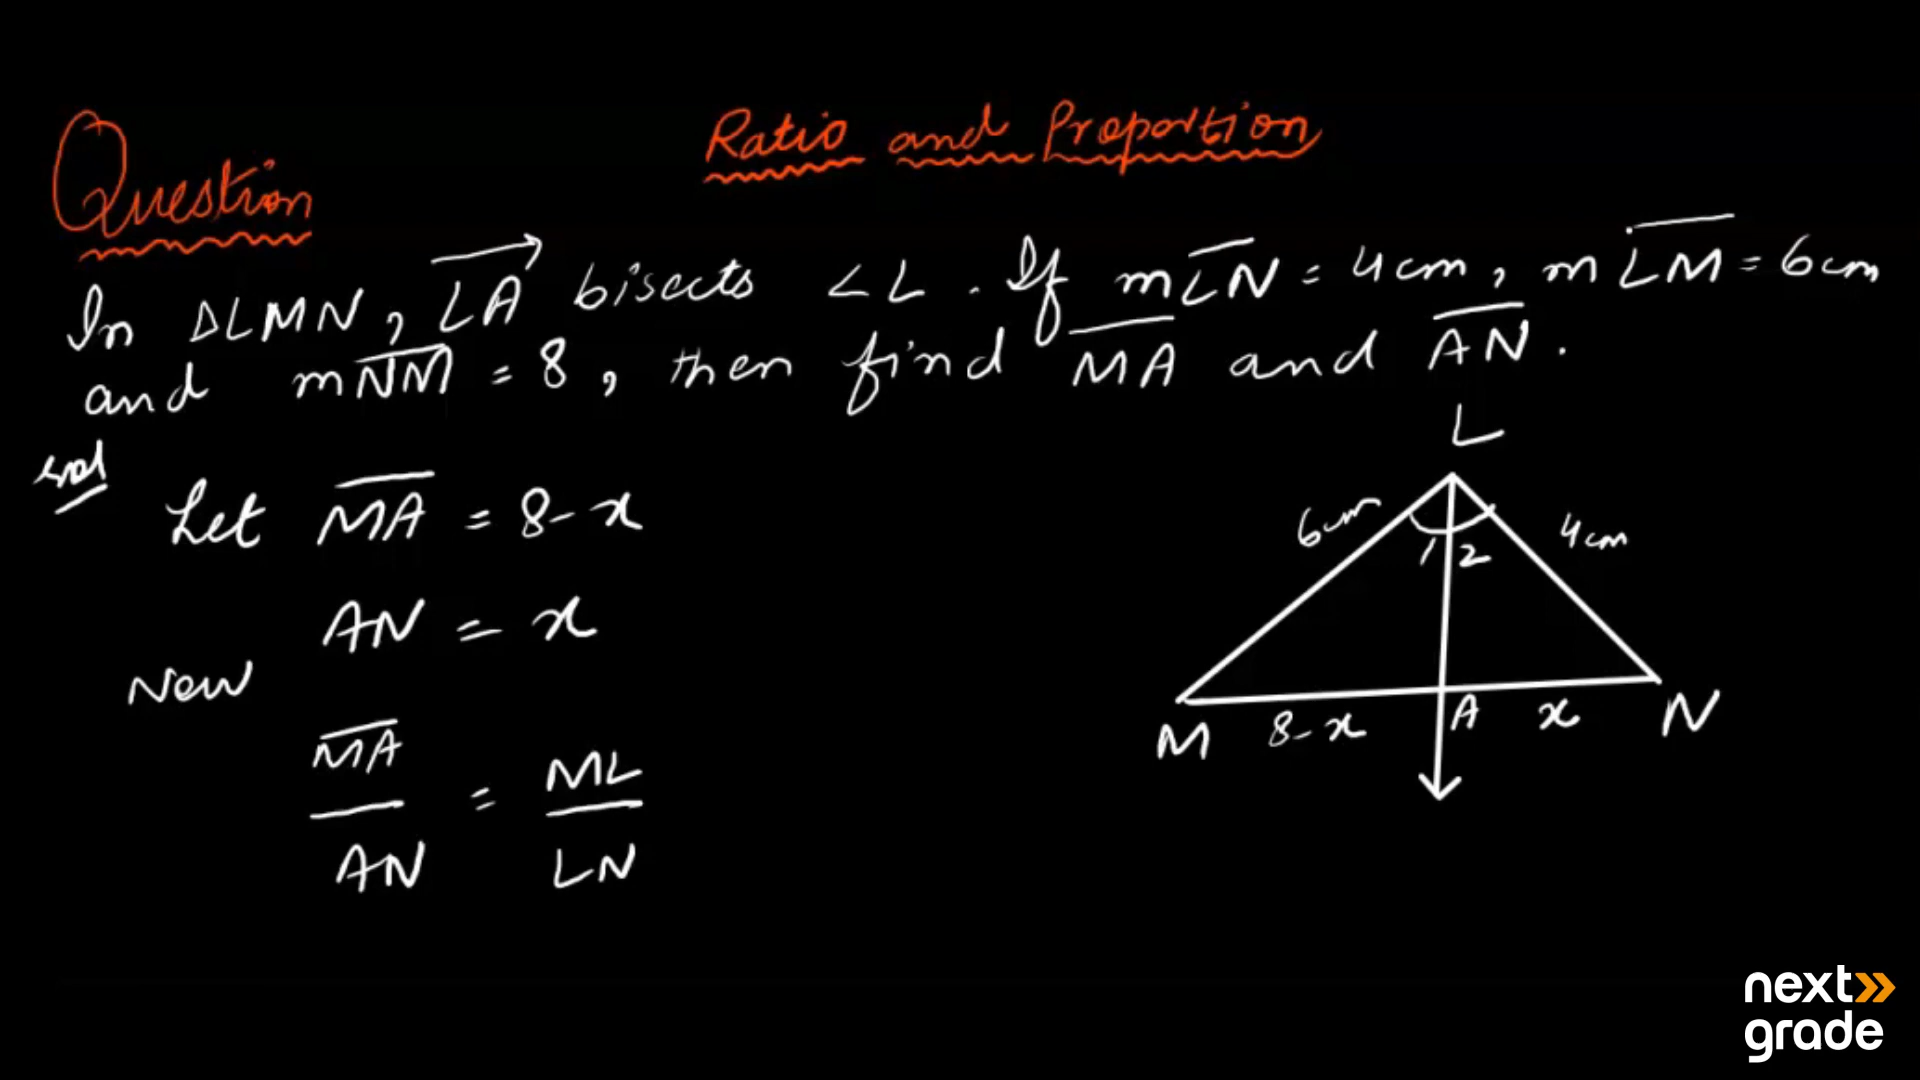 Ratio and Proportion
Question
In ΔLMN, LA bisects ∠L. If mLN = 4cm, mLM = 6cm
and mNM = 8, then find MA and AN.
Sol
Let MA = 8-x
AN = x
Now
MA
AN
=
ML
LN
L
6cm
4cm
1 2
M 8-x A x N
next
grade